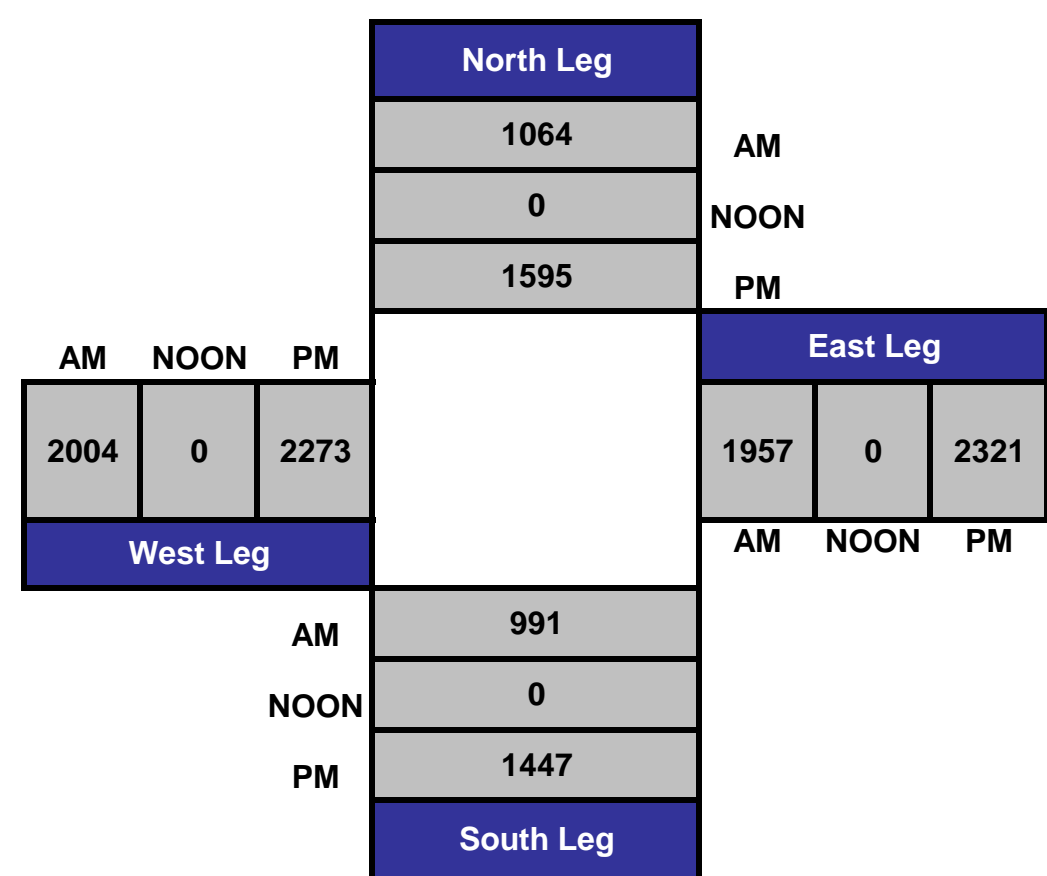 North Leg
1064 AM
0 NOON
1595 PM
East Leg
AM NOON PM
2004 0 2273
1957 0 2321
West Leg
AM NOON PM
AM 991
NOON 0
PM 1447
South Leg